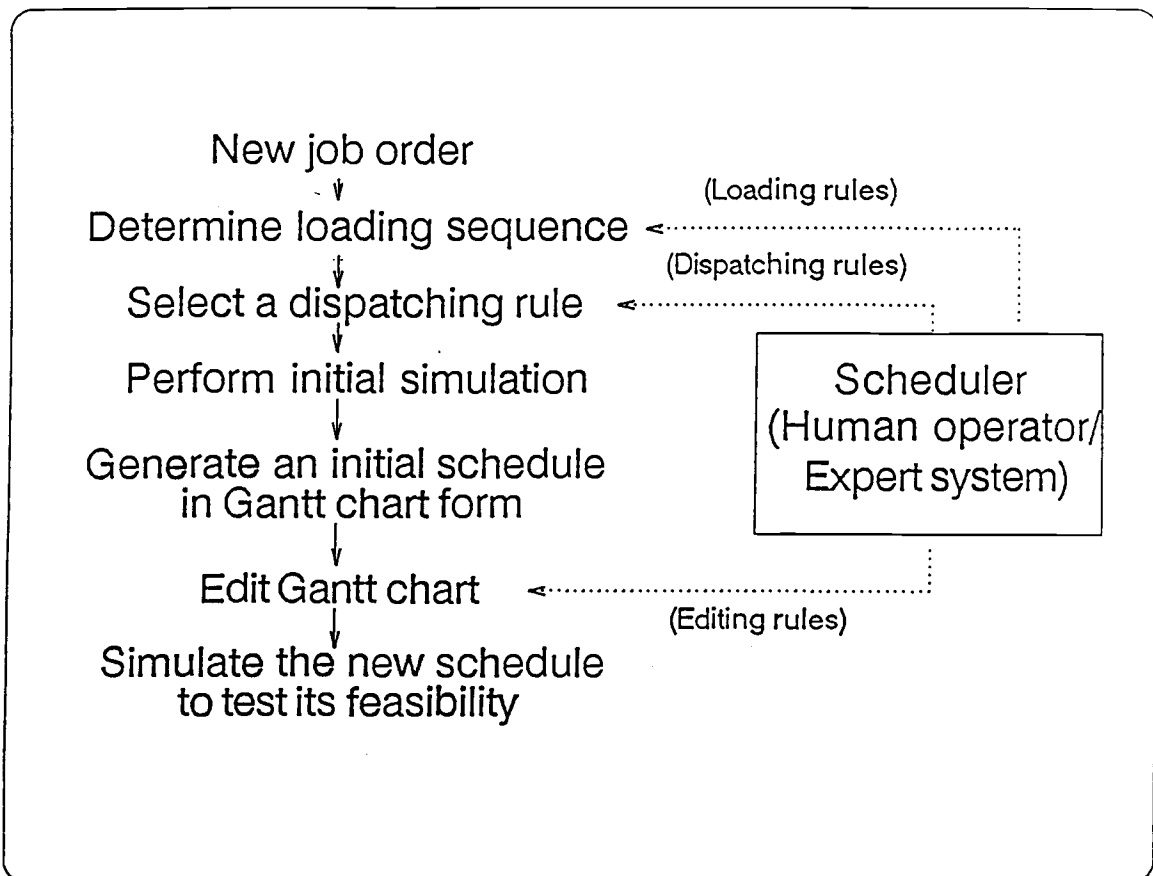 New job order
(Loading rules)
Determine loading sequence
(Dispatching rules)
Select a dispatching rule
Perform initial simulation
Scheduler
(Human operator/
Expert system)
Generate an initial schedule
in Gantt chart form
Edit Gantt chart
(Editing rules)
Simulate the new schedule
to test its feasibility